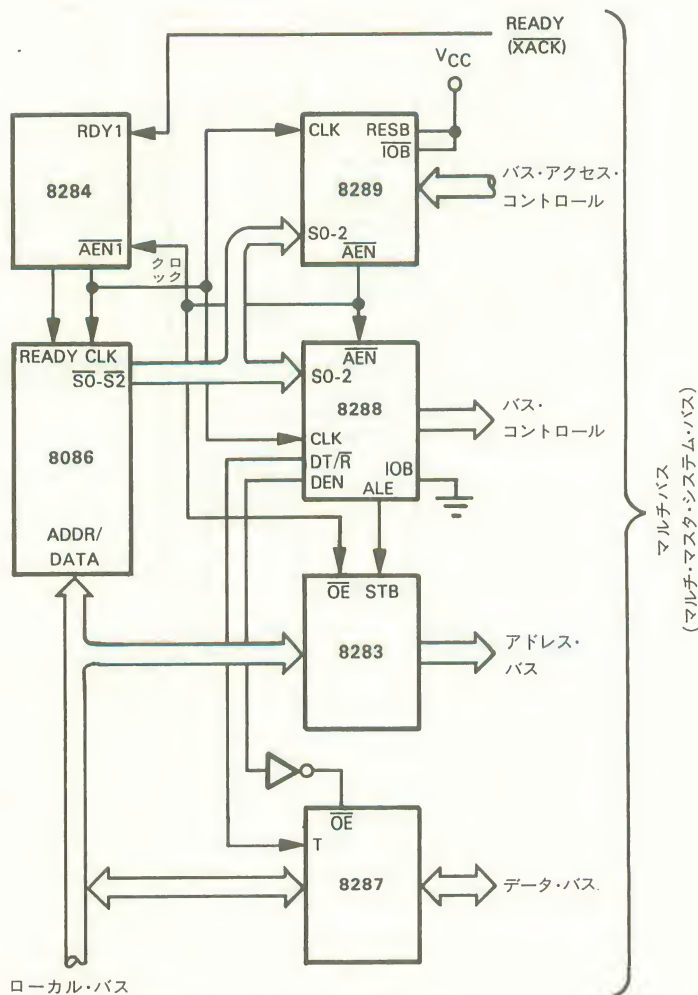 READY
(XACK)
VCC
RDY1
8284
AEN1
クロック
CLK
RESB
IOB
8289
S0-2
AEN
バス・アクセス・
コントロール
READY CLK
S0-S2
8086
ADDR/
DATA
AEN
S0-2
8288
CLK
DT/R
DEN
IOB
ALE
バス・
コントロール
OE
STB
8283
アドレス・
バス
OE
T
8287
データ・バス
ローカル・バス
マルチバス
(マルチ・マスタ・システム・バス)